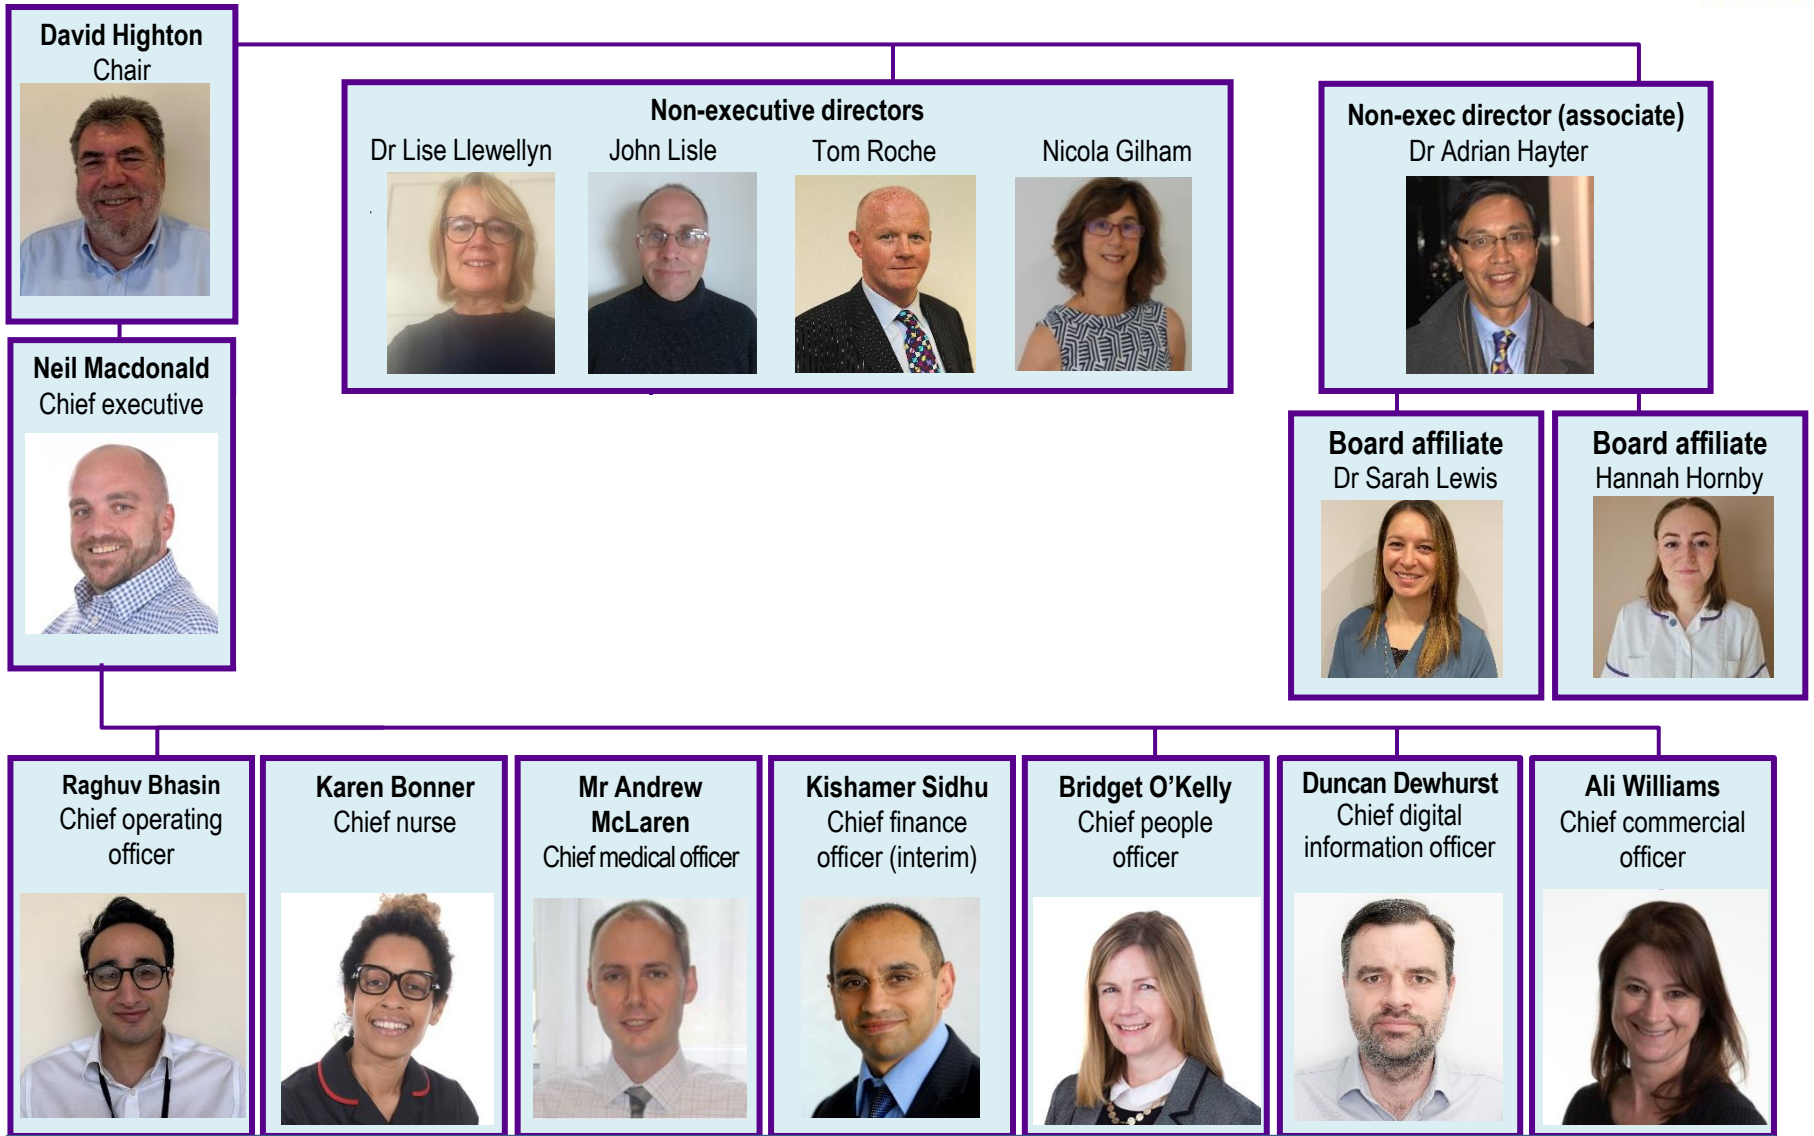 David Highton
Chair
Non-executive directors
Dr Lise Llewellyn
John Lisle
Tom Roche
Nicola Gilham
Non-exec director (associate)
Dr Adrian Hayter
Neil Macdonald
Chief executive
Board affiliate
Dr Sarah Lewis
Board affiliate
Hannah Hornby
Raghuv Bhasin
Chief operating
officer
Karen Bonner
Chief nurse
Mr Andrew
McLaren
Chief medical officer
Kishamer Sidhu
Chief finance
officer (interim)
Bridget O’Kelly
Chief people
officer
Duncan Dewhurst
Chief digital
information officer
Ali Williams
Chief commercial
officer